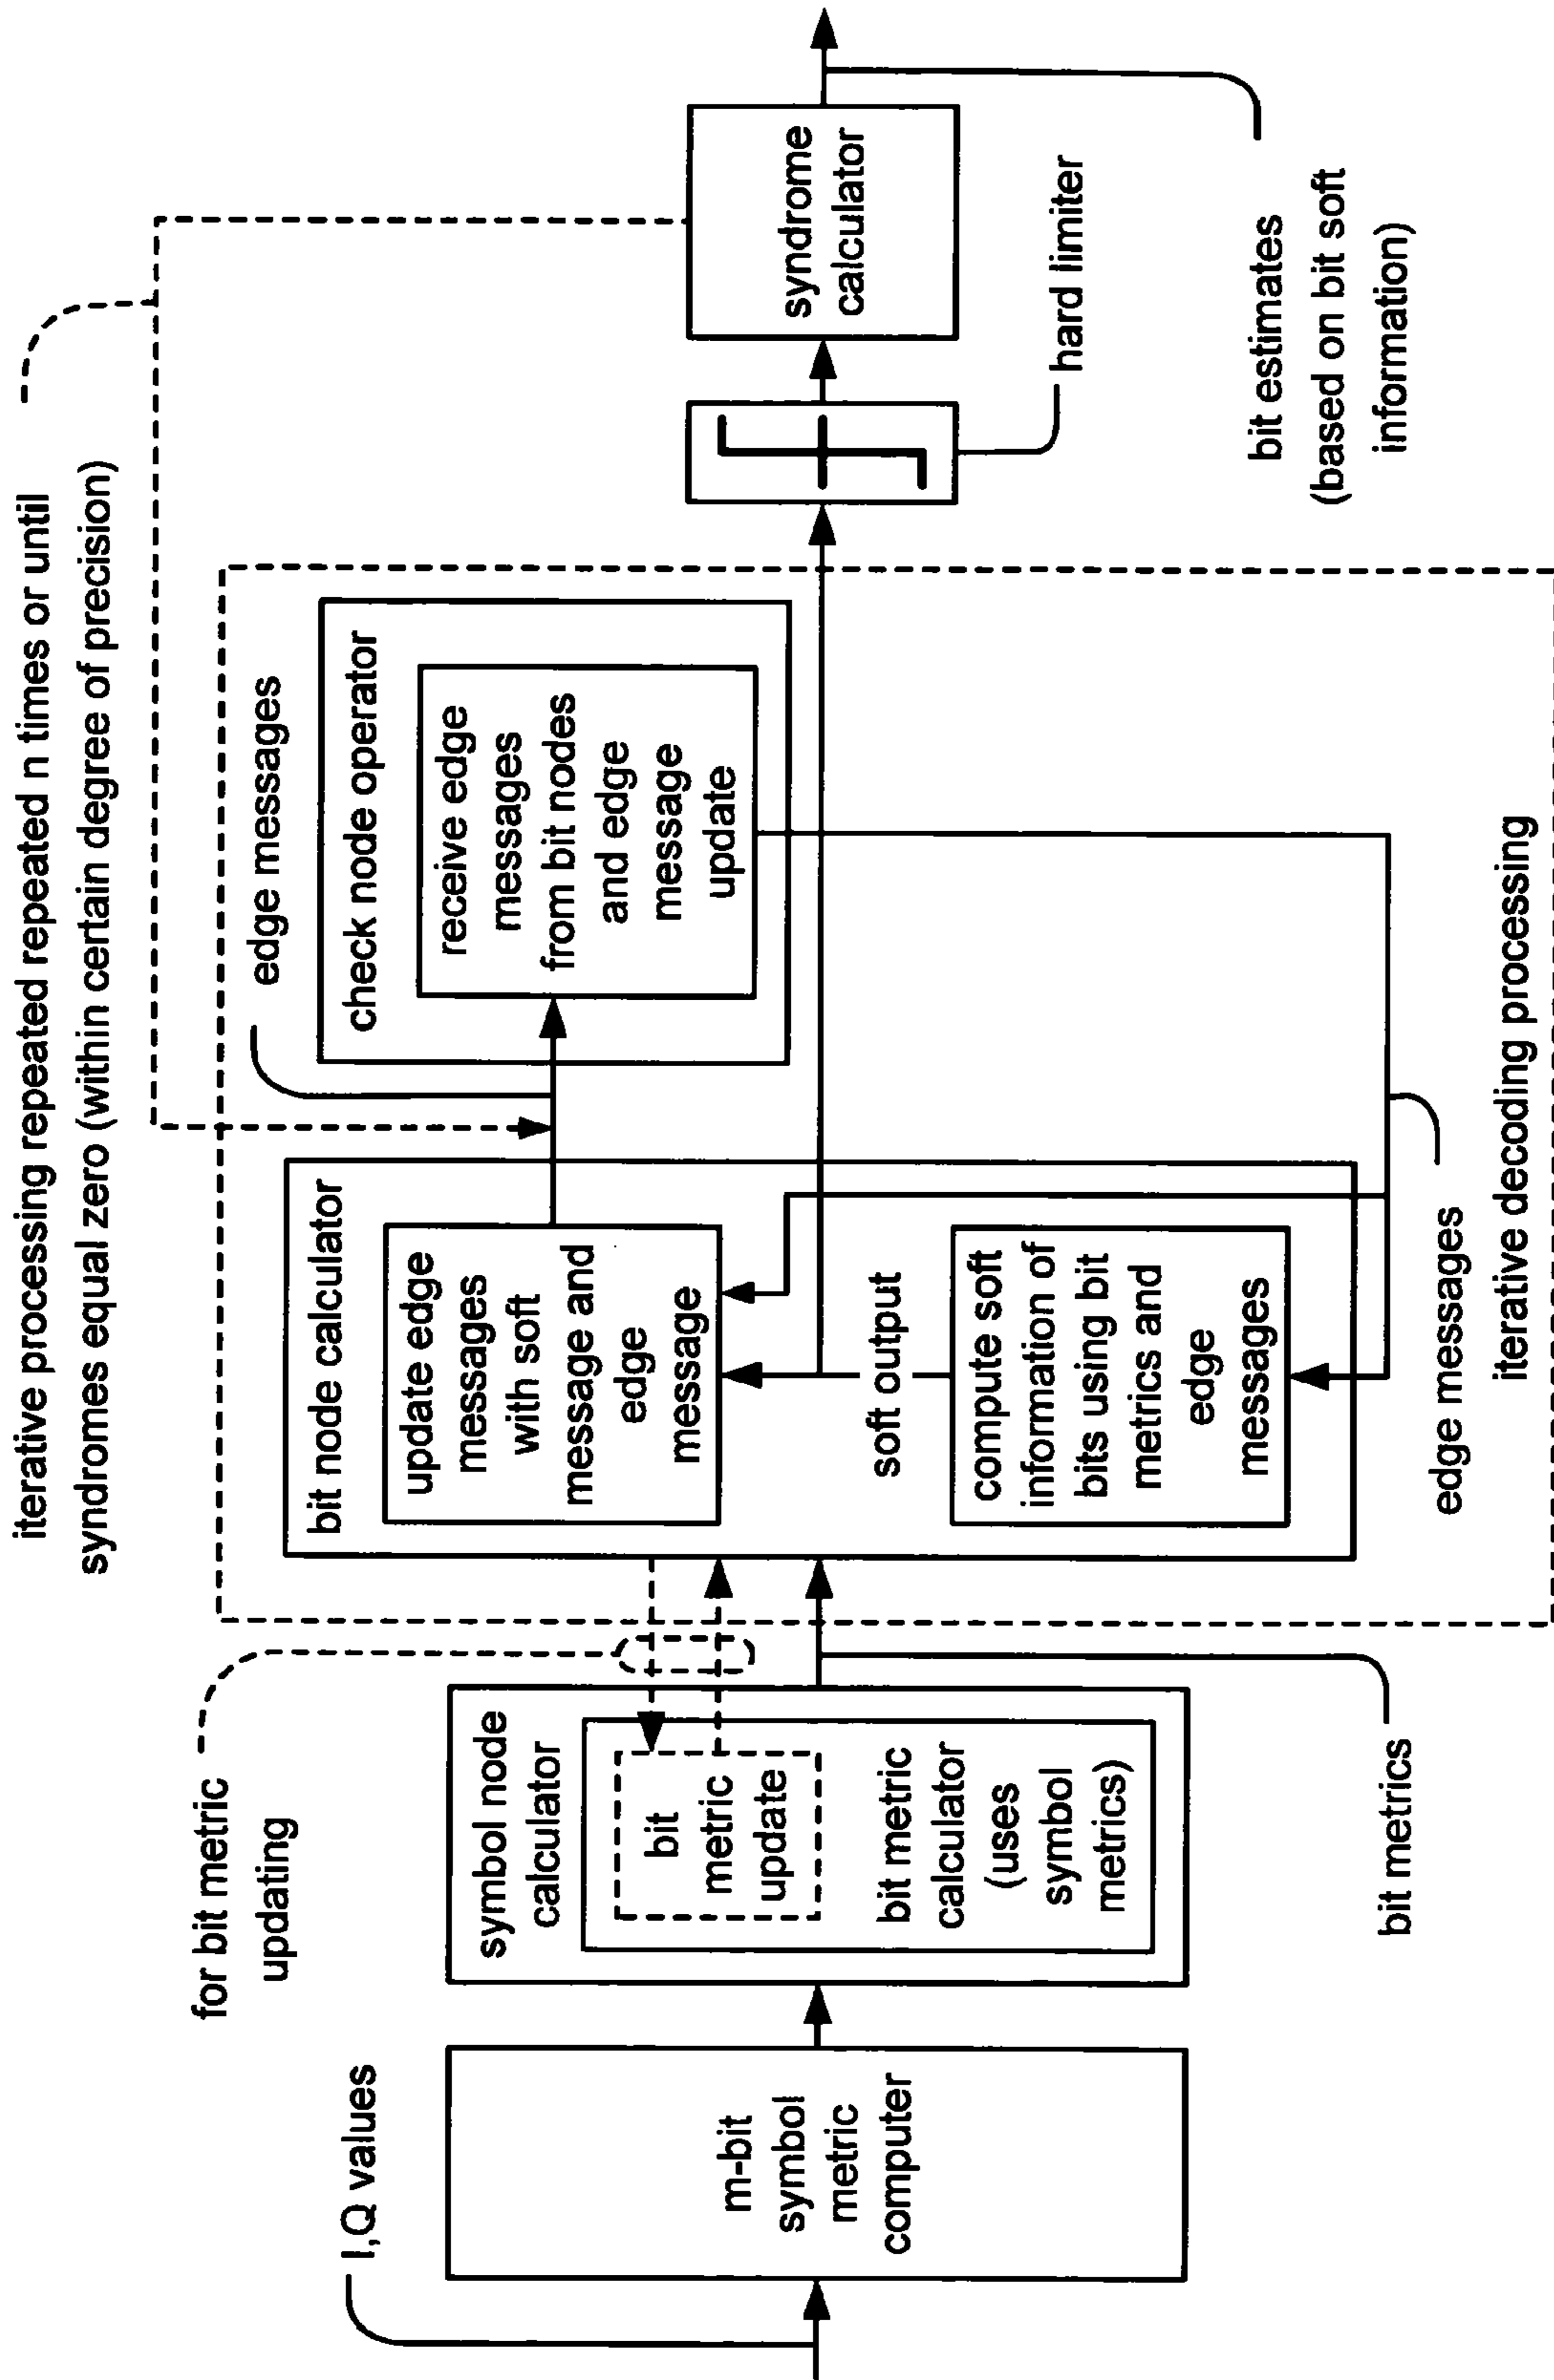 iterative processing repeated repeated n times or until
syndromes equal zero (within certain degree of precision)
for bit metric
updating
I,Q values
m-bit
symbol
metric
computer
symbol node
calculator
bit
metric
update
bit metric
calculator
(uses
symbol
metrics)
bit metrics
bit node calculator
update edge
messages
with soft
message and
edge
message
soft output
compute soft
information of
bits using bit
metrics and
edge
messages
edge messages
check node operator
receive edge
messages
from bit nodes
and edge
message
update
edge messages
iterative decoding processing
hard limiter
syndrome
calculator
bit estimates
(based on bit soft
information)